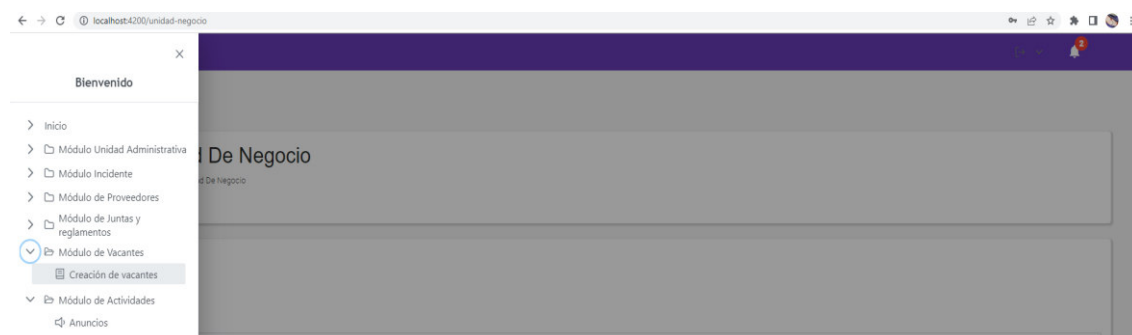 localhost:4200/unidad-negocio
2
Bienvenido
d De Negocio
ad De Negocio
Inicio
Módulo Unidad Administrativa
Módulo Incidente
Módulo de Proveedores
Módulo de Juntas y
reglamentos
Módulo de Vacantes
Creación de vacantes
Módulo de Actividades
Anuncios